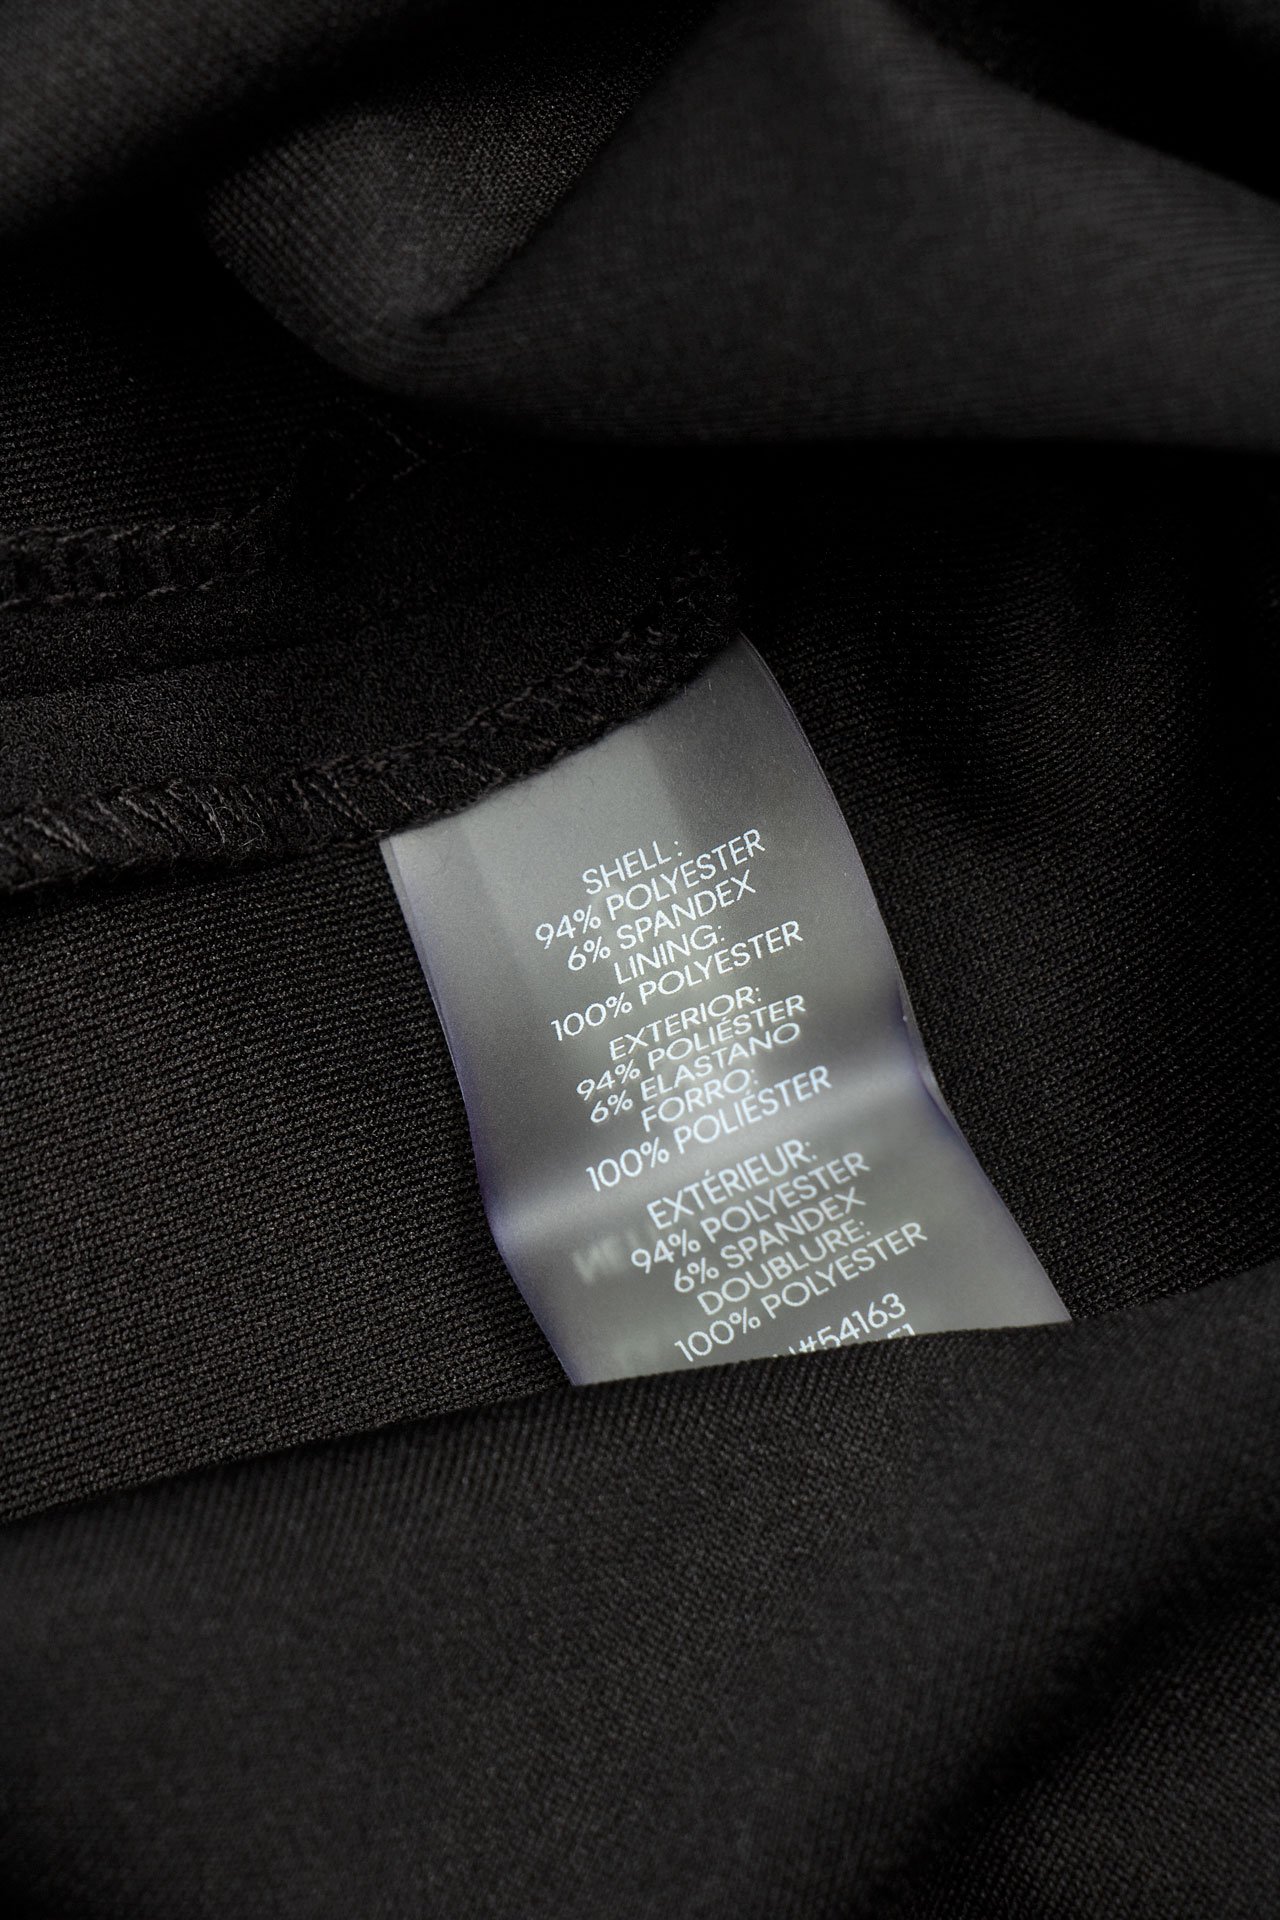 SHELL:
94% POLYESTER
6% SPANDEX
LINING:
100% POLYESTER
EXTERIOR:
94% POLIÉSTER
6% ELASTANO
FORRO:
100% POLIÉSTER
EXTÉRIEUR:
94% POLYESTER
6% SPANDEX
DOUBLURE:
100% POLYESTER
#54163